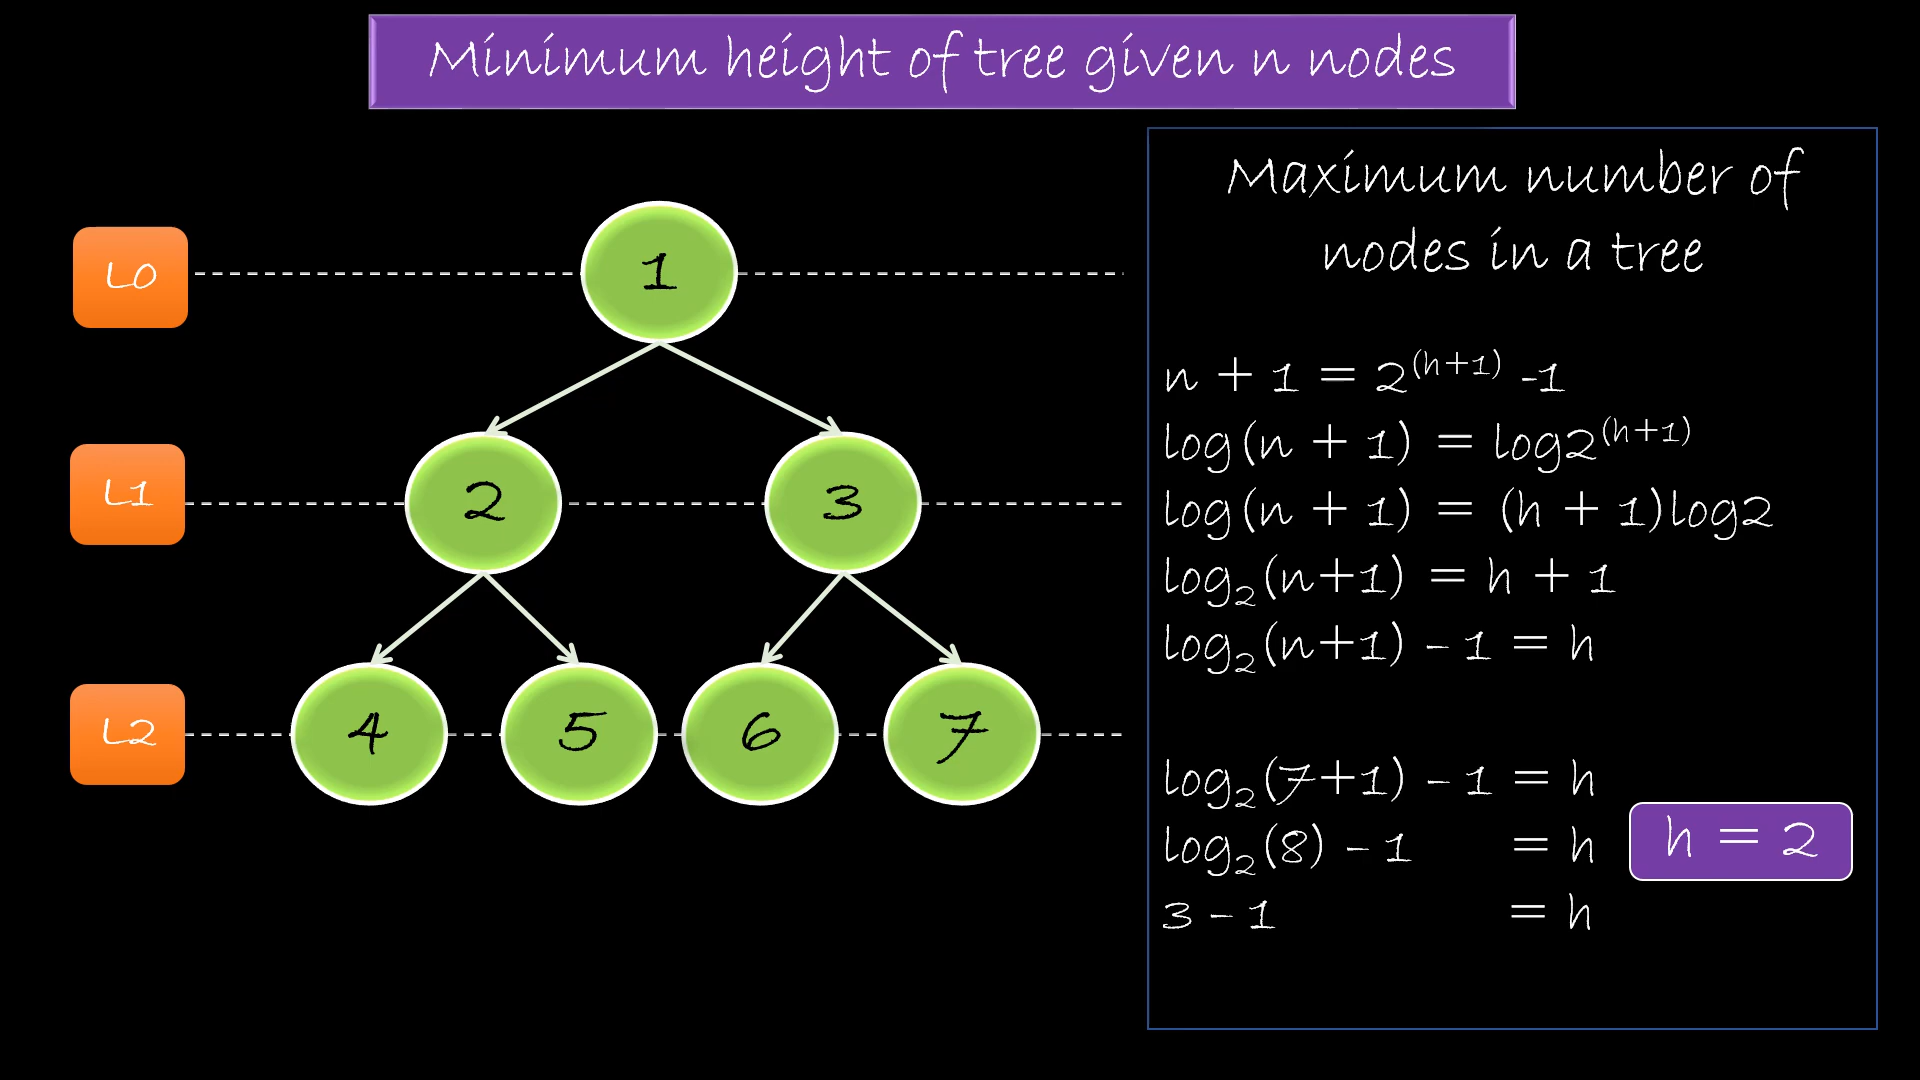 Minimum height of tree given n nodes
Maximum number of
nodes in a tree
L0
1
L1
2
3
L2
4
5
6
7
n + 1 = 2^(h+1) -1
log(n + 1) = log2^(h+1)
log(n + 1) = (h + 1)log2
log₂(n+1) = h + 1
log₂(n+1) – 1 = h
log₂(7+1) – 1 = h
log₂(8) – 1 = h
3 – 1 = h
h = 2